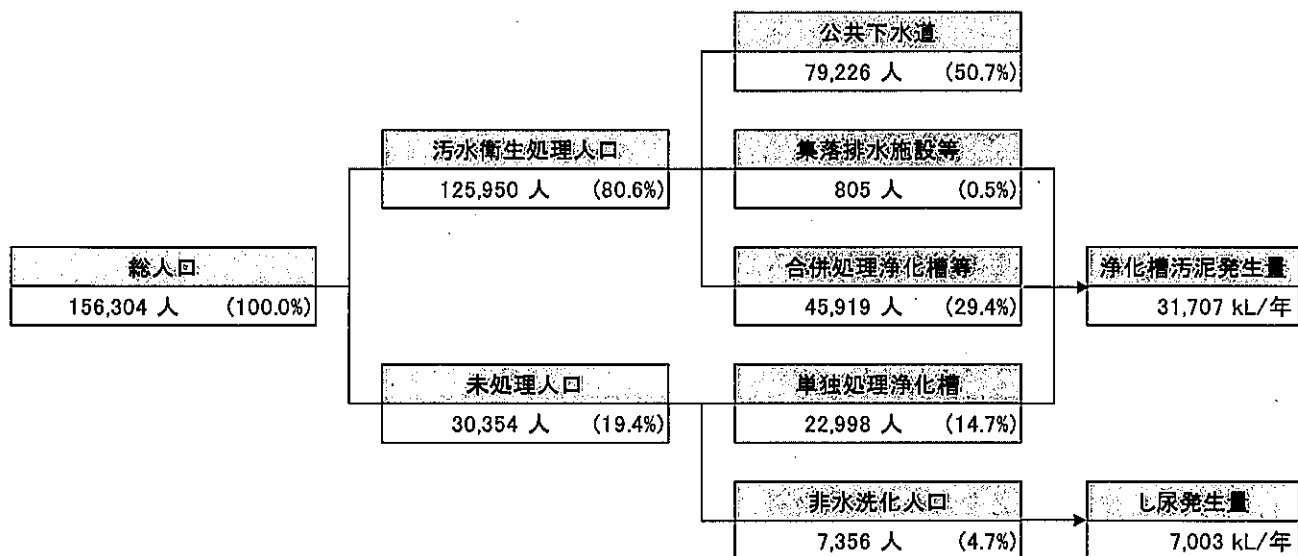 公共下水道
79,226 人 (50.7%)
汚水衛生処理人口
125,950 人 (80.6%)
集落排水施設等
805 人 (0.5%)
総人口
156,304 人 (100.0%)
合併処理浄化槽等
45,919 人 (29.4%)
浄化槽汚泥発生量
31,707 kL/年
未処理人口
30,354 人 (19.4%)
単独処理浄化槽
22,998 人 (14.7%)
非水洗化人口
7,356 人 (4.7%)
し尿発生量
7,003 kL/年